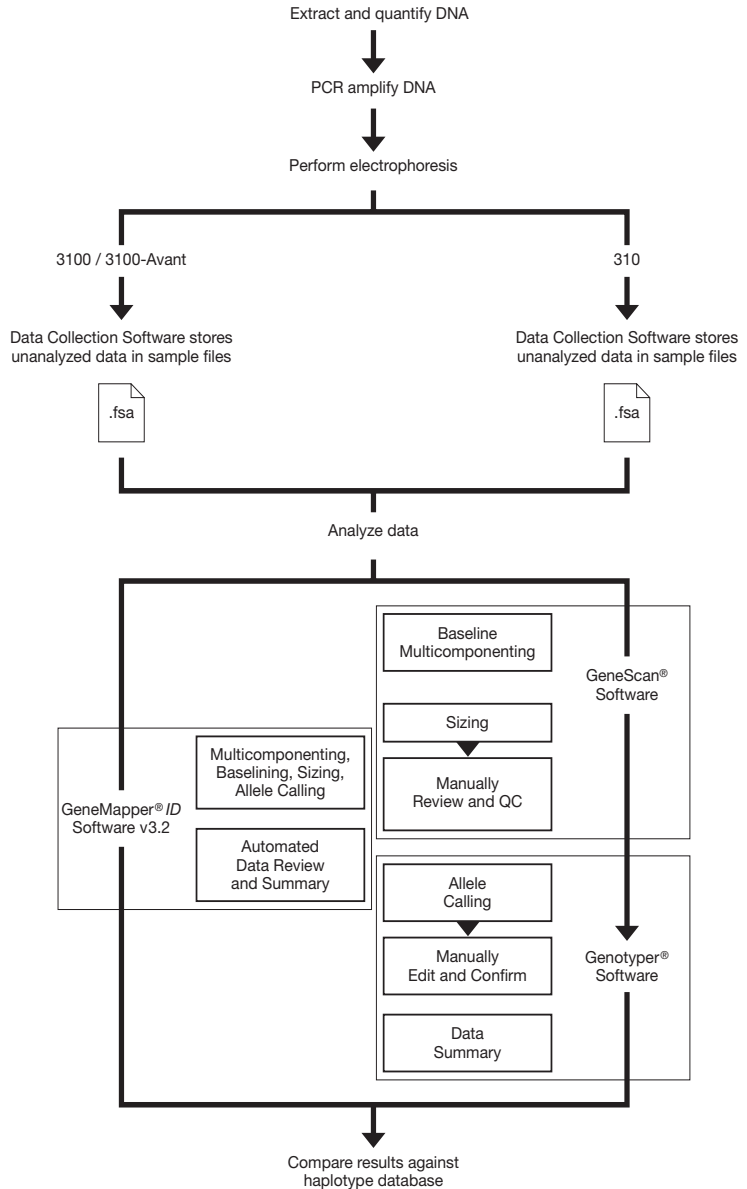 Extract and quantify DNA
PCR amplify DNA
Perform electrophoresis
3100 / 3100-Avant
310
Data Collection Software stores
unanalyzed data in sample files
Data Collection Software stores
unanalyzed data in sample files
.fsa
.fsa
Analyze data
GeneMapper® ID
Software v3.2
Multicomponenting,
Baselining, Sizing,
Allele Calling
Automated
Data Review
and Summary
Baseline
Multicomponenting
Sizing
Manually
Review and QC
GeneScan®
Software
Allele
Calling
Manually
Edit and Confirm
Data
Summary
Genotyper®
Software
Compare results against
haplotype database